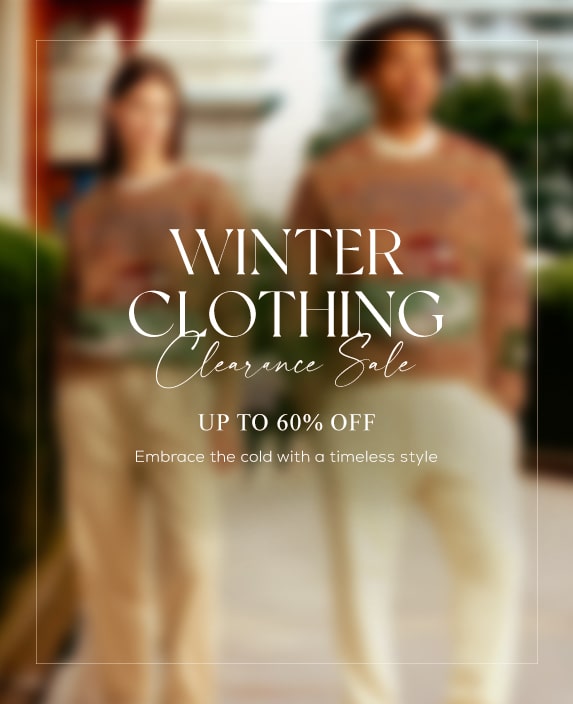 WINTER
CLOTHING
Clearance Sale
UP TO 60% OFF
Embrace the cold with a timeless style